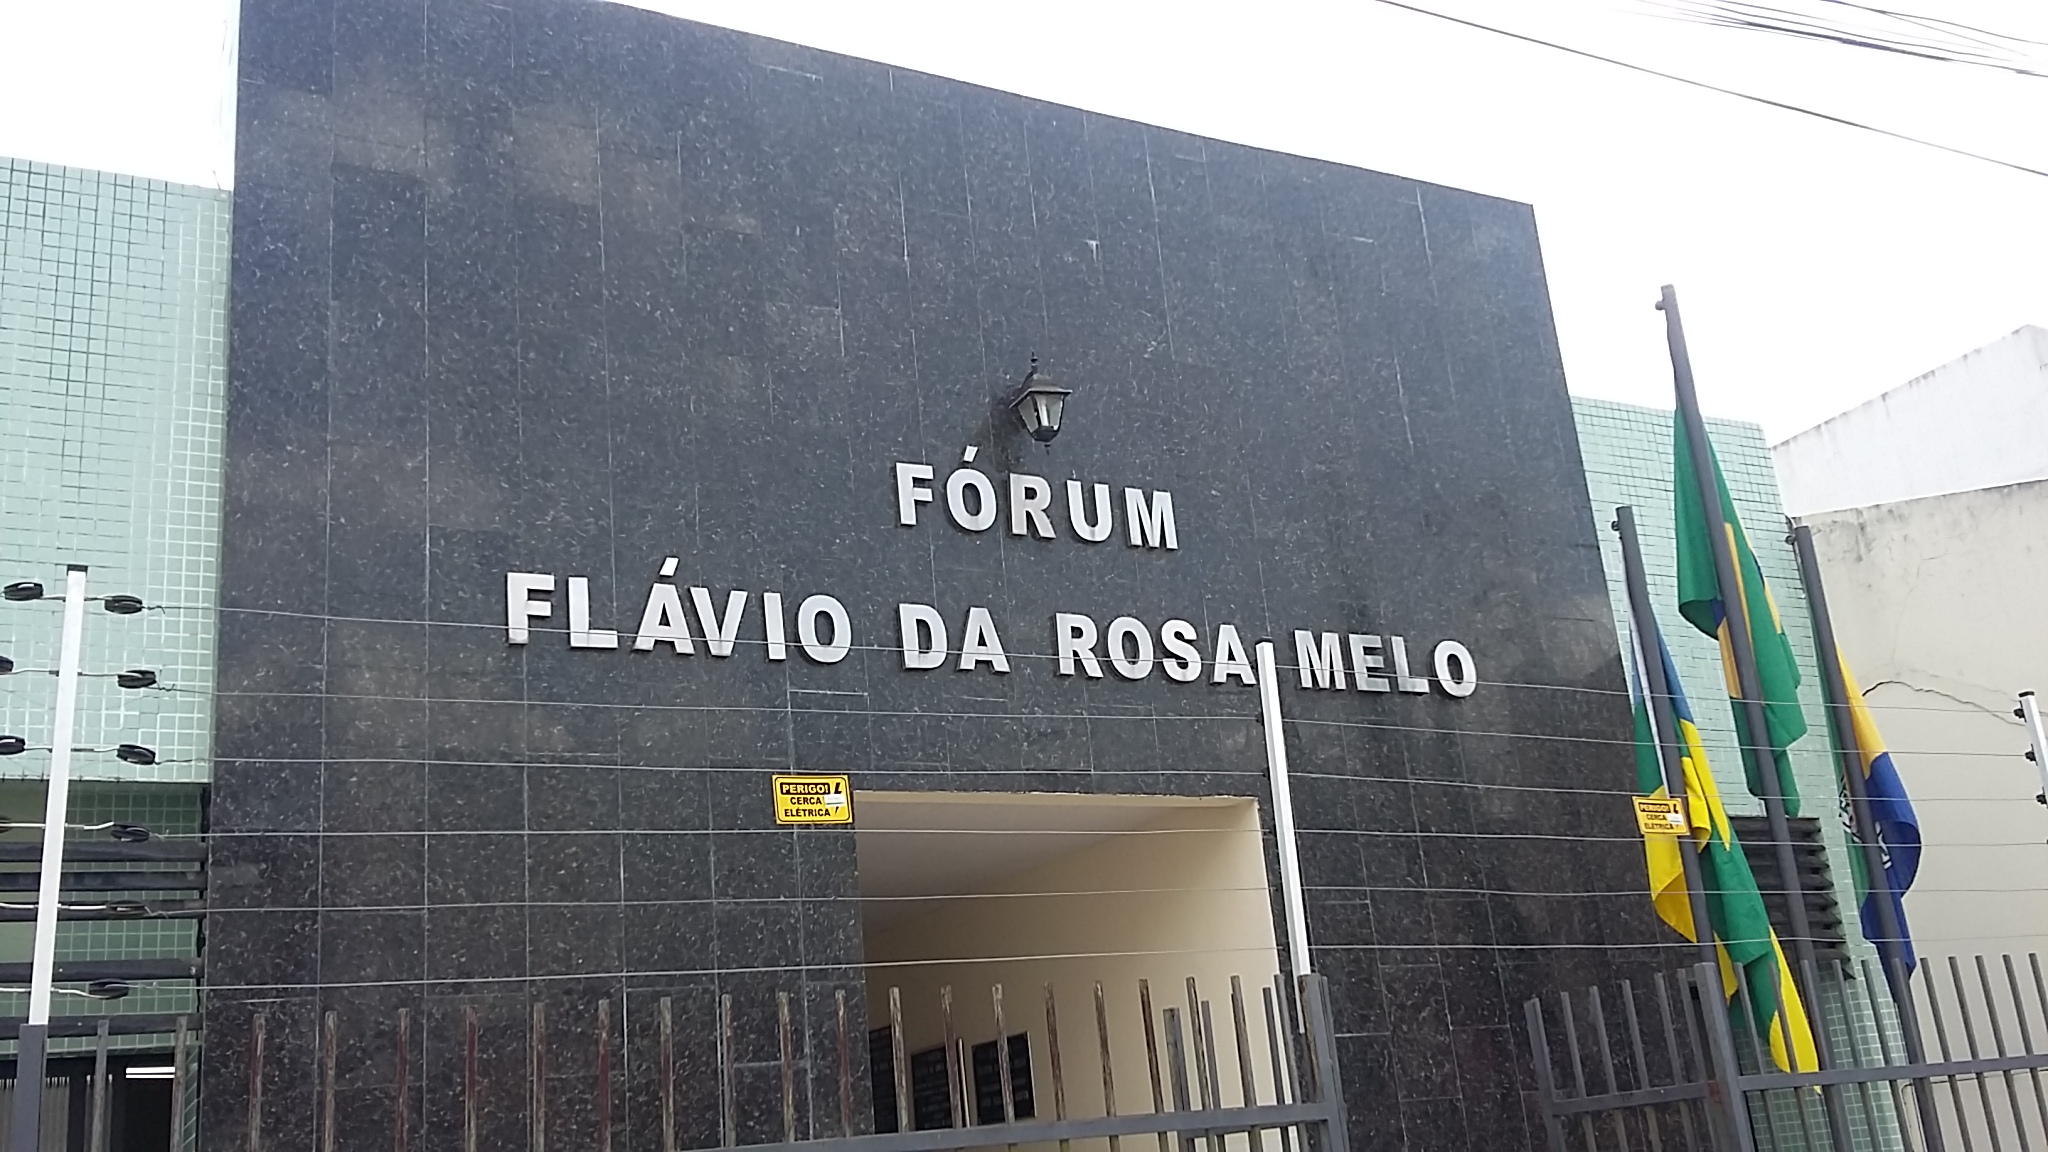 FÓRUM
FLÁVIO DA ROSA MELO
PERIGO!
CERCA
ELÉTRICA
PERIGO!
CERCA
ELÉTRICA